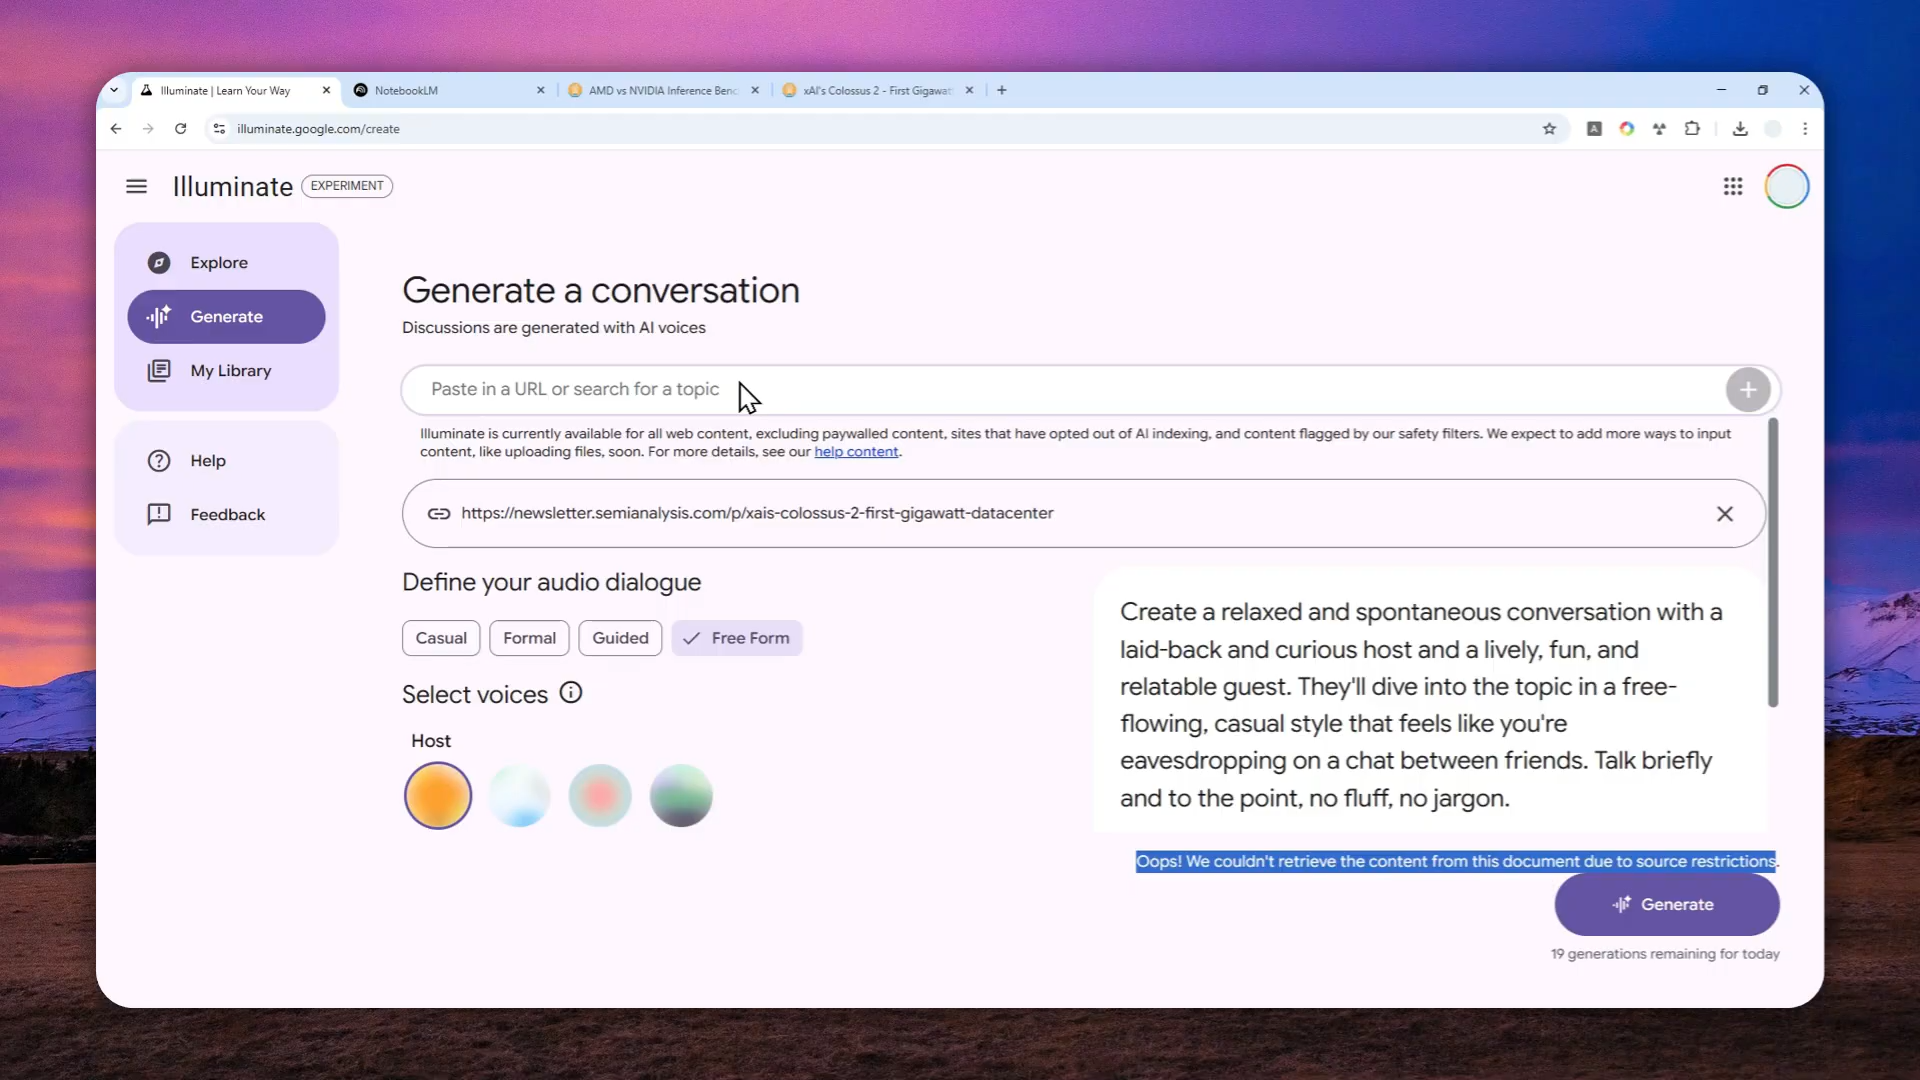 Illuminate | Learn Your Way
NotebookLM
AMD vs NVIDIA Inference Benc
xAI's Colossus 2 - First Gigawat
illuminate.google.com/create
A
Illuminate
EXPERIMENT
Explore
Generate
My Library
Help
Feedback
Generate a conversation
Discussions are generated with AI voices
Paste in a URL or search for a topic
Illuminate is currently available for all web content, excluding paywalled content, sites that have opted out of AI indexing, and content flagged by our safety filters. We expect to add more ways to input
content, like uploading files, soon. For more details, see our help content.
https://newsletter.semianalysis.com/p/xais-colossus-2-first-gigawatt-datacenter
Define your audio dialogue
Casual
Formal
Guided
Free Form
Select voices
Host
Create a relaxed and spontaneous conversation with a
laid-back and curious host and a lively, fun, and
relatable guest. They'll dive into the topic in a free-
flowing, casual style that feels like you're
eavesdropping on a chat between friends. Talk briefly
and to the point, no fluff, no jargon.
Oops! We couldn't retrieve the content from this document due to source restrictions.
Generate
19 generations remaining for today